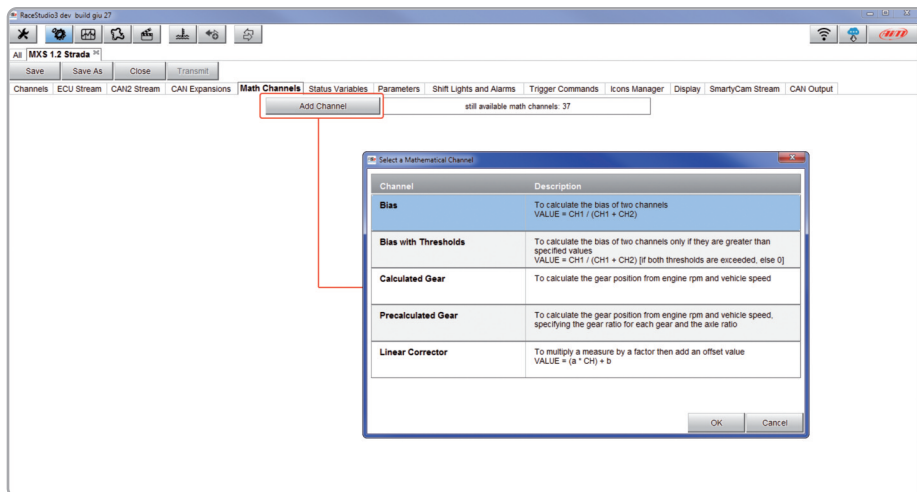 RaceStudio3 dev build giu 27
AiM
All MXS 1.2 Strada
Save Save As Close Transmit
Channels ECU Stream CAN2 Stream CAN Expansions Math Channels Status Variables Parameters Shift Lights and Alarms Trigger Commands Icons Manager Display SmartyCam Stream CAN Output
Add Channel still available math channels: 37
Select a Mathematical Channel
Channel Description
Bias To calculate the bias of two channels
VALUE = CH1 / (CH1 + CH2)
Bias with Thresholds To calculate the bias of two channels only if they are greater than
specified values
VALUE = CH1 / (CH1 + CH2) [if both thresholds are exceeded, else 0]
Calculated Gear To calculate the gear position from engine rpm and vehicle speed
Precalculated Gear To calculate the gear position from engine rpm and vehicle speed,
specifying the gear ratio for each gear and the axle ratio
Linear Corrector To multiply a measure by a factor then add an offset value
VALUE = (a * CH) + b
OK Cancel